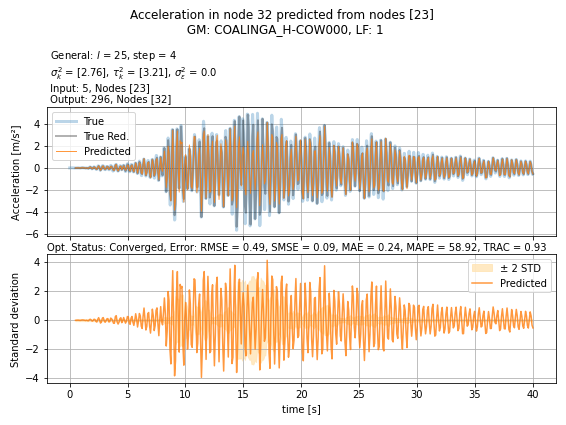 Acceleration in node 32 predicted from nodes [23]
GM: COALINGA_H-COW000, LF: 1
General: l = 25, step = 4
σ²ₖ = [2.76], τ²ₖ = [3.21], σ²ε = 0.0
Input: 5, Nodes [23]
Output: 296, Nodes [32]
Acceleration [m/s²]
4
2
0
−2
−4
−6
True
True Red.
Predicted
Opt. Status: Converged, Error: RMSE = 0.49, SMSE = 0.09, MAE = 0.24, MAPE = 58.92, TRAC = 0.93
Standard deviation
4
2
0
−2
−4
± 2 STD
Predicted
0 5 10 15 20 25 30 35 40
time [s]